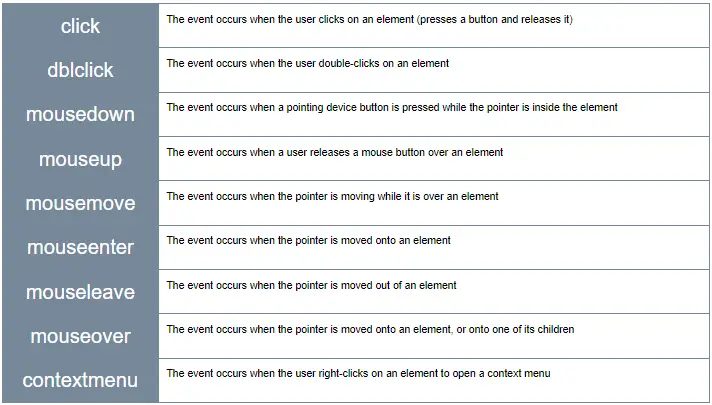 click
The event occurs when the user clicks on an element (presses a button and releases it)
dblclick
The event occurs when the user double-clicks on an element
mousedown
The event occurs when a pointing device button is pressed while the pointer is inside the element
mouseup
The event occurs when a user releases a mouse button over an element
mousemove
The event occurs when the pointer is moving while it is over an element
mouseenter
The event occurs when the pointer is moved onto an element
mouseleave
The event occurs when the pointer is moved out of an element
mouseover
The event occurs when the pointer is moved onto an element, or onto one of its children
contextmenu
The event occurs when the user right-clicks on an element to open a context menu